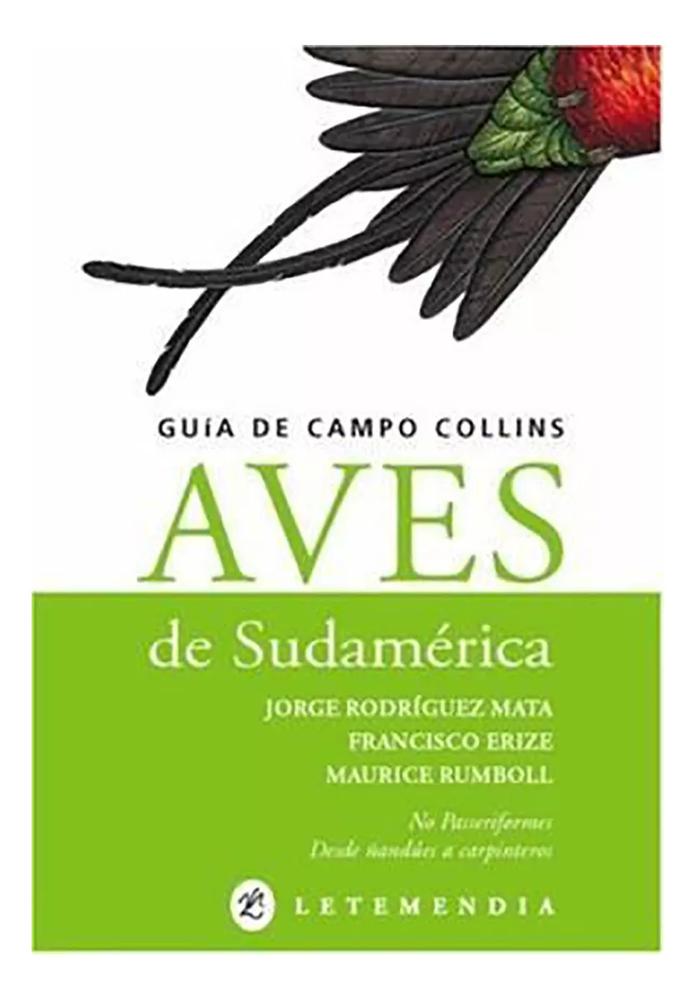 GUíA DE CAMPO COLLINS
AVES
de Sudamérica
JORGE RODRÍGUEZ MATA
FRANCISCO ERIZE
MAURICE RUMBOLL
No Passeriformes
Desde ñandúes a carpinteros
LETEMENDIA